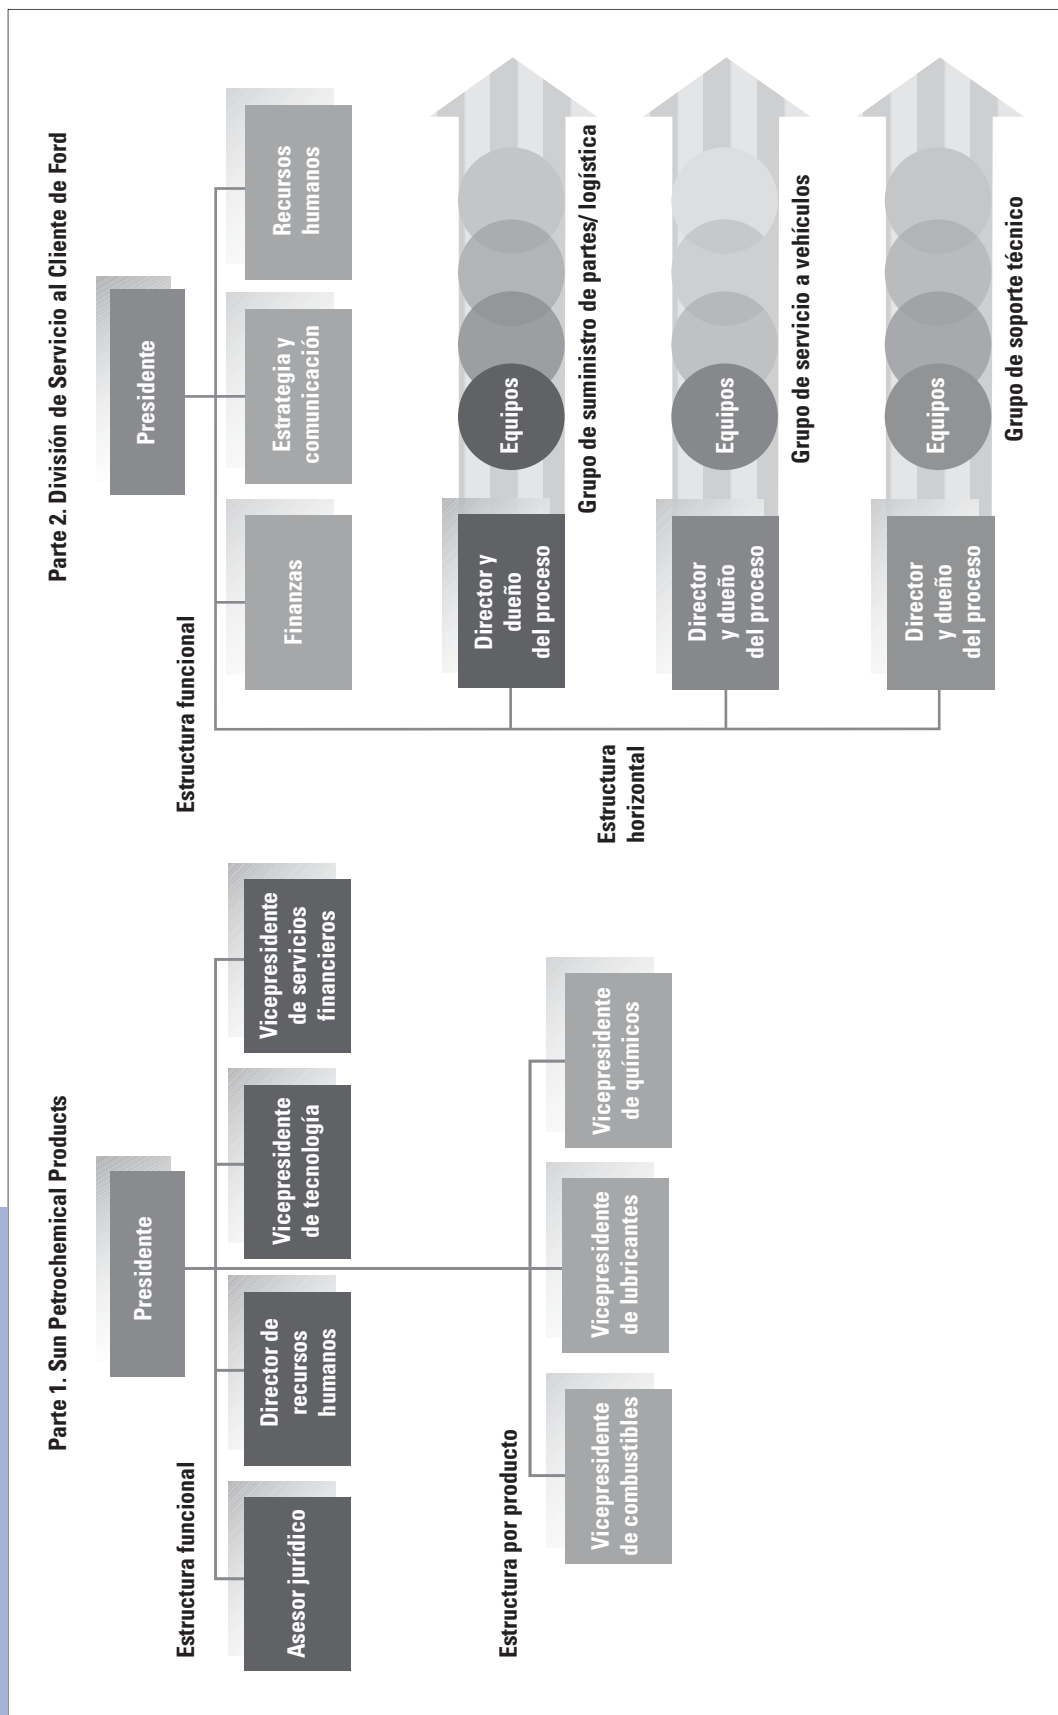 Parte 1. Sun Petrochemical Products
Presidente
Estructura funcional
Asesor jurídico
Director de
recursos
humanos
Vicepresidente
de tecnología
Vicepresidente
de servicios
financieros
Estructura por producto
Vicepresidente
de combustibles
Vicepresidente
de lubricantes
Vicepresidente
de químicos
Parte 2. División de Servicio al Cliente de Ford
Presidente
Estructura funcional
Finanzas
Estrategia y
comunicación
Recursos
humanos
Estructura
horizontal
Director y
dueño
del proceso
Equipos
Grupo de suministro de partes/ logística
Director
y dueño
del proceso
Equipos
Grupo de servicio a vehículos
Director
y dueño
del proceso
Equipos
Grupo de soporte técnico